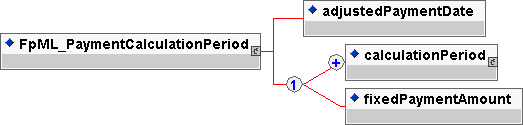 adjustedPaymentDate
FpML_PaymentCalculationPeriod
calculationPeriod
1
fixedPaymentAmount